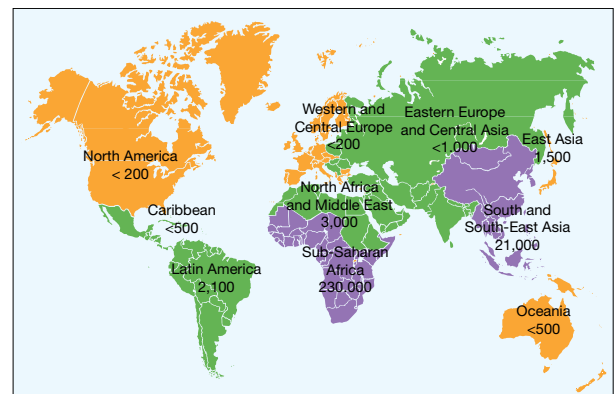 Western and
Central Europe
<200
Eastern Europe
and Central Asia
<1.000
East Asia
1,500
North America
< 200
North Africa
and Middle East
3,000
Caribbean
<500
South and
South-East Asia
21,000
Sub-Saharan
Africa
230.000
Latin America
2,100
Oceania
<500